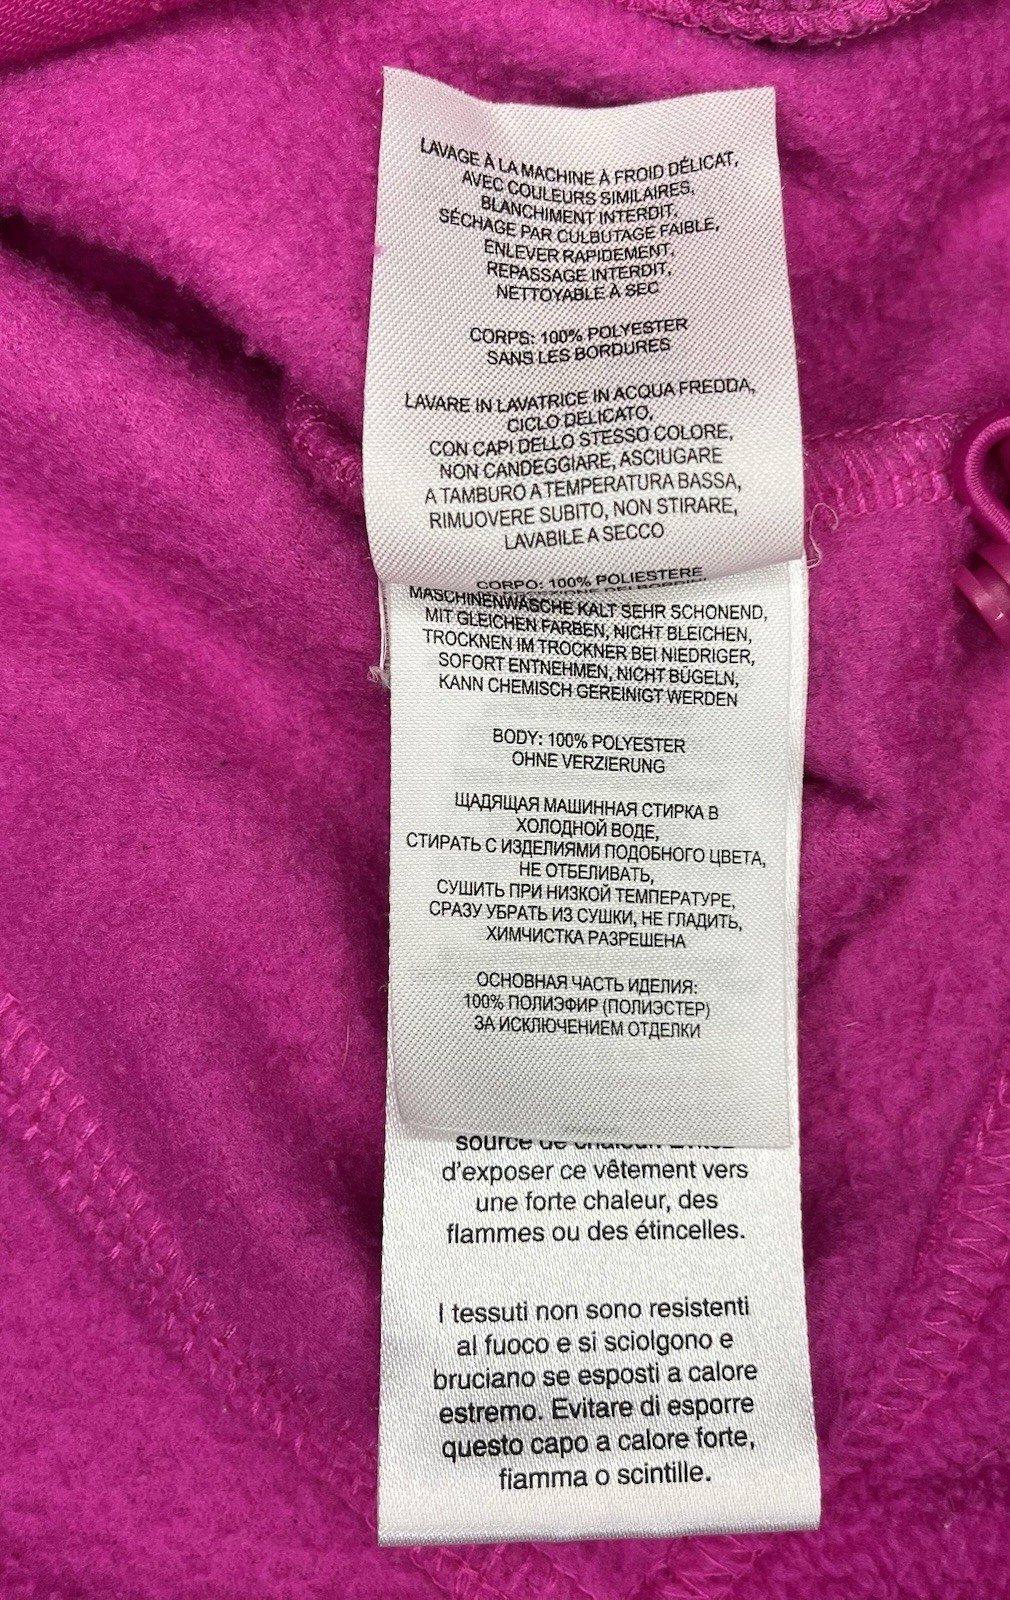 LAVAGE À LA MACHINE À FROID DÉLICAT,
AVEC COULEURS SIMILAIRES,
BLANCHIMENT INTERDIT,
SÉCHAGE PAR CULBUTAGE FAIBLE,
ENLEVER RAPIDEMENT,
REPASSAGE INTERDIT,
NETTOYABLE À SEC
CORPS: 100% POLYESTER
SANS LES BORDURES
LAVARE IN LAVATRICE IN ACQUA FREDDA,
CICLO DELICATO,
CON CAPI DELLO STESSO COLORE,
NON CANDEGGIARE, ASCIUGARE
A TAMBURO A TEMPERATURA BASSA,
RIMUOVERE SUBITO, NON STIRARE,
LAVABILE A SECCO
CORPO: 100% POLIESTERE
MASCHINENWÄSCHE KALT SEHR SCHONEND,
MIT GLEICHEN FARBEN, NICHT BLEICHEN,
TROCKNEN IM TROCKNER BEI NIEDRIGER,
SOFORT ENTNEHMEN, NICHT BÜGELN,
KANN CHEMISCH GEREINIGT WERDEN
BODY: 100% POLYESTER
OHNE VERZIERUNG
ЩАДЯЩАЯ МАШИННАЯ СТИРКА В
ХОЛОДНОЙ ВОДЕ,
СТИРАТЬ С ИЗДЕЛИЯМИ ПОДОБНОГО ЦВЕТА,
НЕ ОТБЕЛИВАТЬ,
СУШИТЬ ПРИ НИЗКОЙ ТЕМПЕРАТУРЕ,
СРАЗУ УБРАТЬ ИЗ СУШКИ, НЕ ГЛАДИТЬ,
ХИМЧИСТКА РАЗРЕШЕНА
ОСНОВНАЯ ЧАСТЬ ИДЕЛИЯ:
100% ПОЛИЭФИР (ПОЛИЭСТЕР)
ЗА ИСКЛЮЧЕНИЕМ ОТДЕЛКИ
source de chaleur.
d'exposer ce vêtement vers
une forte chaleur, des
flammes ou des étincelles.
I tessuti non sono resistenti
al fuoco e si sciolgono e
bruciano se esposti a calore
estremo. Evitare di esporre
questo capo a calore forte,
fiamma o scintille.